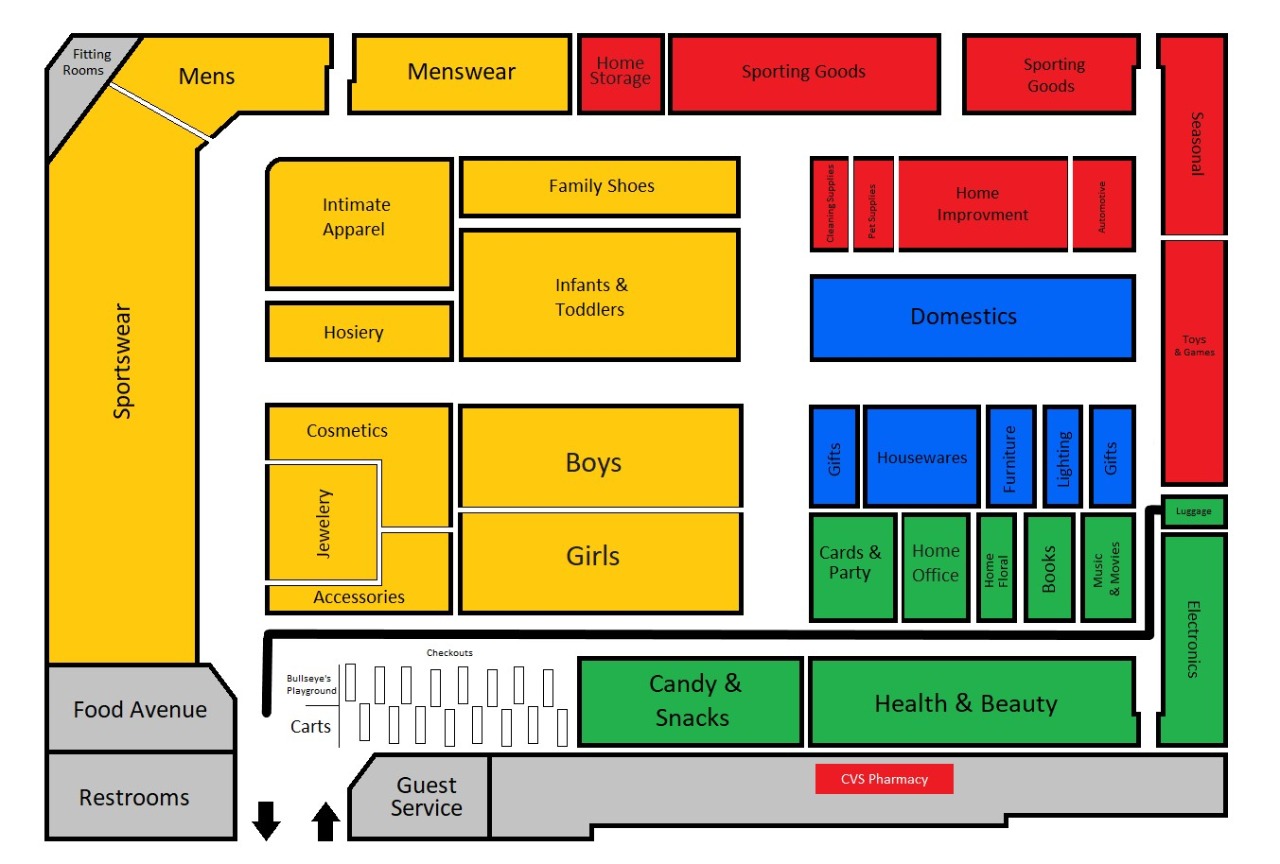 Fitting
Rooms
Mens
Menswear
Home
Storage
Sporting Goods
Sporting
Goods
Seasonal
Intimate
Apparel
Family Shoes
Cleaning Supplies
Pet Supplies
Home
Improvment
Automotive
Infants &
Toddlers
Hosiery
Domestics
Toys
& Games
Sportswear
Cosmetics
Boys
Gifts
Housewares
Furniture
Lighting
Gifts
Luggage
Jewelery
Girls
Accessories
Cards &
Party
Home
Office
Home
Floral
Books
Music
& Movies
Electronics
Checkouts
Bullseye's
Playground
Carts
Candy &
Snacks
Health & Beauty
Food Avenue
Restrooms
Guest
Service
CVS Pharmacy